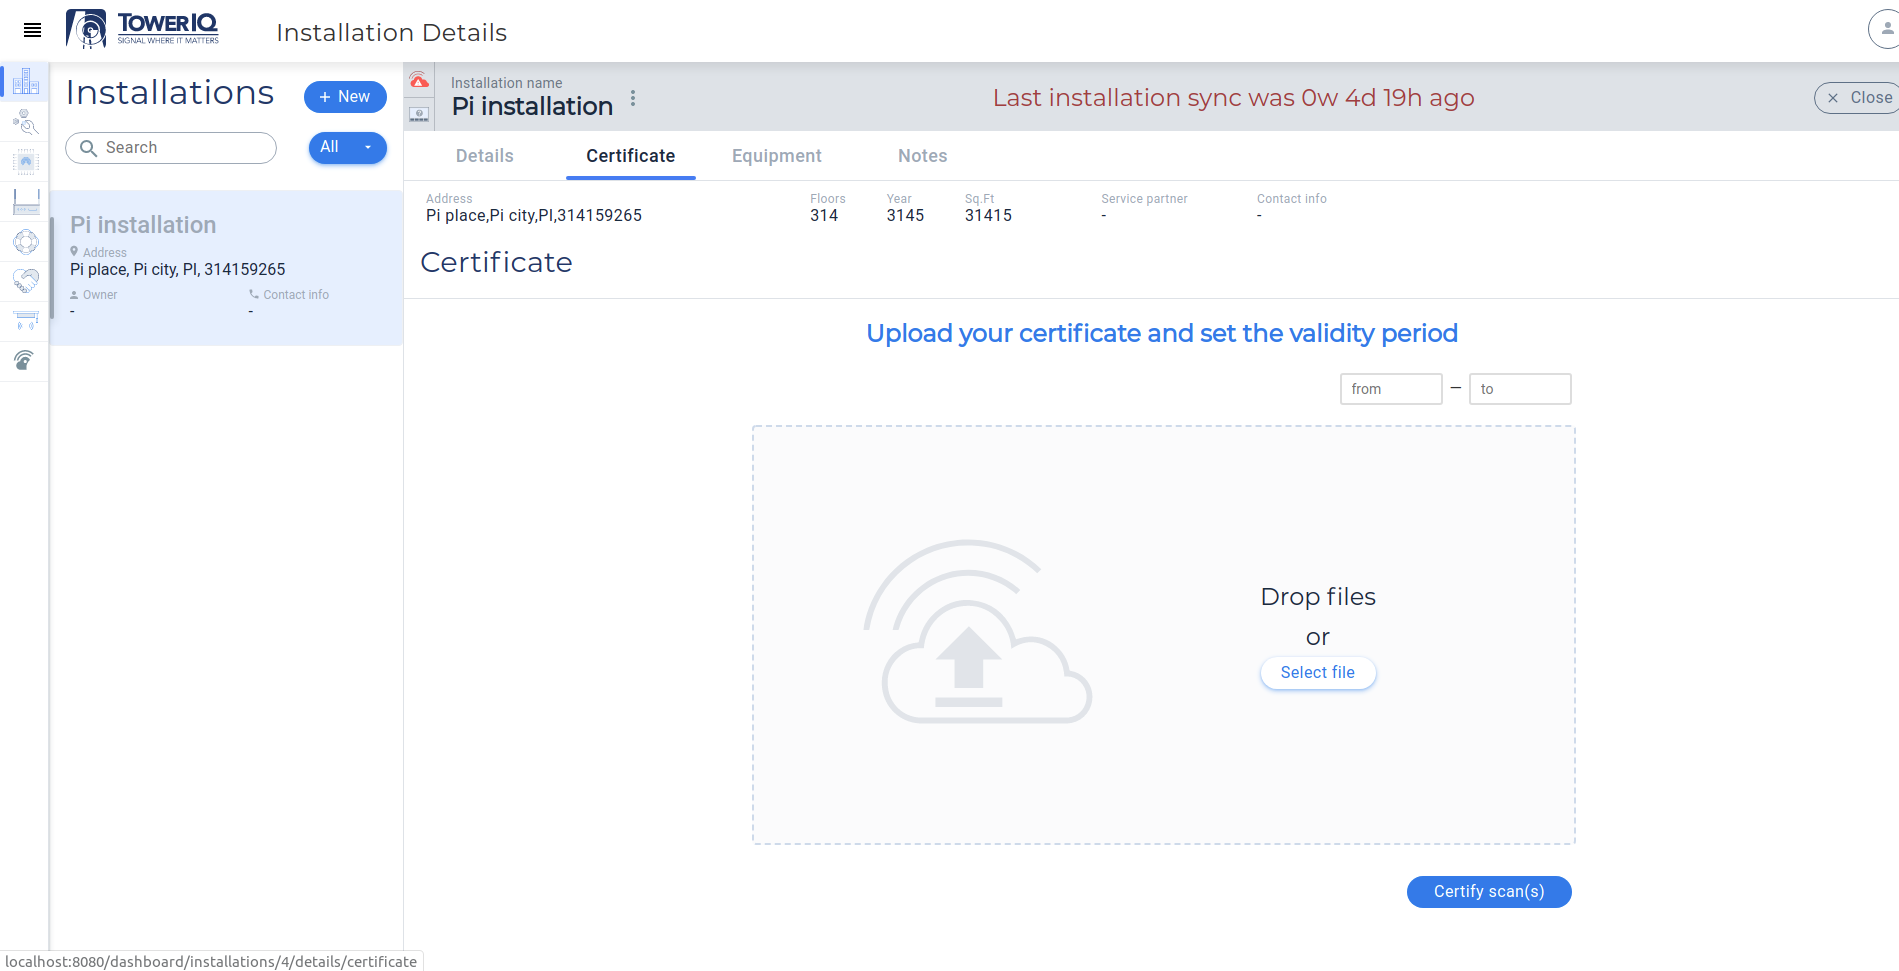 TOWERIQ
SIGNAL WHERE IT MATTERS
Installation Details
Installations
+ New
Search
All
Pi installation
Address
Pi place, Pi city, PI, 314159265
Owner
Contact info
-
-
Installation name
Pi installation
Last installation sync was 0w 4d 19h ago
Close
Details
Certificate
Equipment
Notes
Address
Pi place,Pi city,PI,314159265
Floors
314
Year
3145
Sq.Ft
31415
Service partner
-
Contact info
-
Certificate
Upload your certificate and set the validity period
from
–
to
Drop files
or
Select file
Certify scan(s)
localhost:8080/dashboard/installations/4/details/certificate